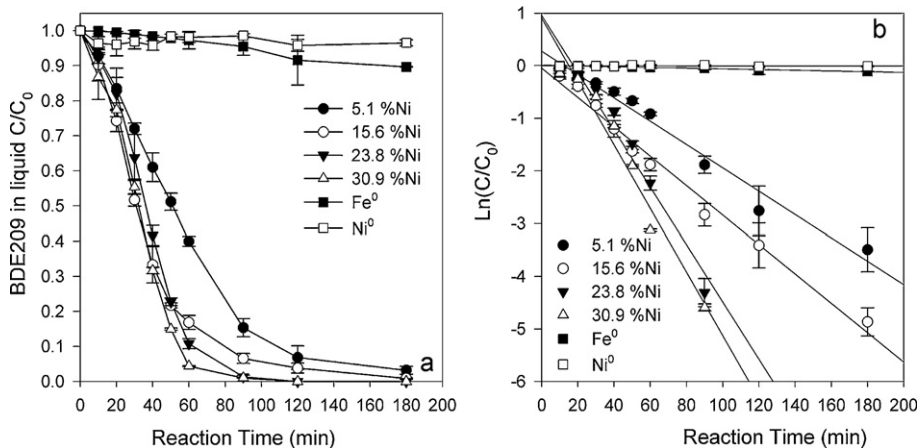 1.0
0.9
0.8
0.7
0.6
0.5
0.4
0.3
0.2
0.1
0.0
BDE209 in liquid C/C₀
5.1 %Ni
15.6 %Ni
23.8 %Ni
30.9 %Ni
Fe⁰
Ni⁰
a
0 20 40 60 80 100 120 140 160 180 200
Reaction Time (min)
b
1
0
-1
-2
-3
-4
-5
-6
Ln(C/C₀)
5.1 %Ni
15.6 %Ni
23.8 %Ni
30.9 %Ni
Fe⁰
Ni⁰
0 20 40 60 80 100 120 140 160 180 200
Reaction Time (min)